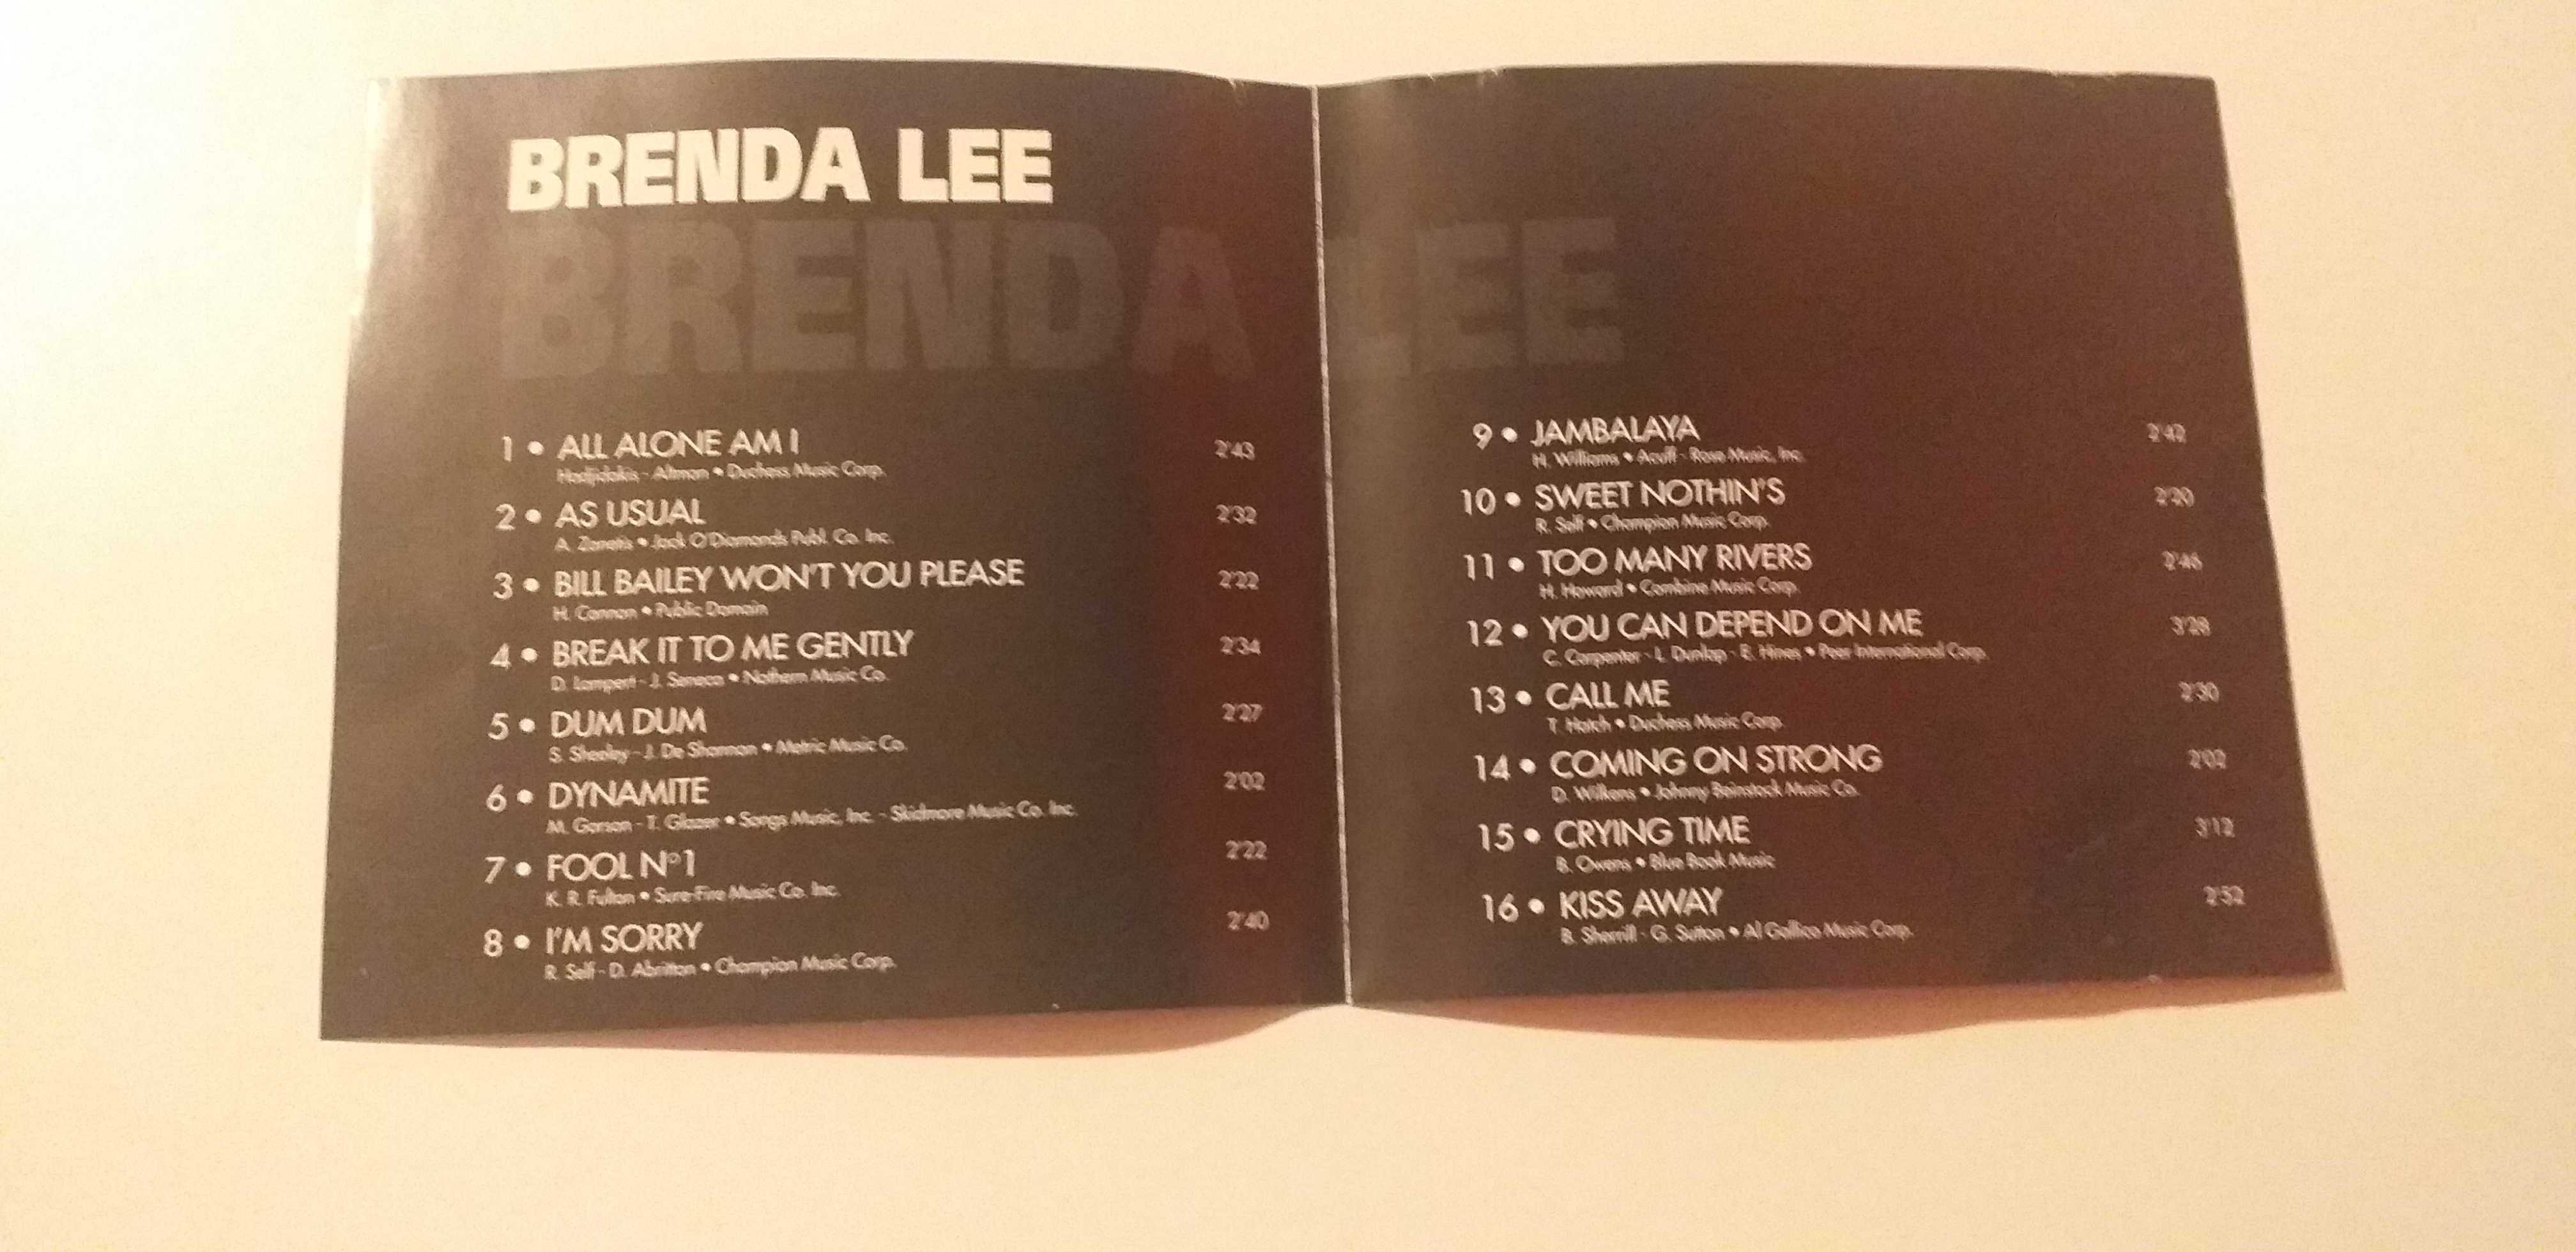 BRENDA LEE
BRENDA LEE
1 • ALL ALONE AM I 2'43
Hadjidakis - Altman • Duchess Music Corp.
2 • AS USUAL 2'32
A. Zanetis • Jack O'Diamonds Publ. Co. Inc.
3 • BILL BAILEY WON'T YOU PLEASE 2'22
H. Cannon • Public Domain
4 • BREAK IT TO ME GENTLY 2'34
D. Lampert - J. Seneca • Nothern Music Co.
5 • DUM DUM 2'27
S. Sheeley - J. De Shannon • Metric Music Co.
6 • DYNAMITE 2'02
M. Garson - T. Glazer • Songs Music, Inc. - Skidmore Music Co. Inc.
7 • FOOL N°1 2'22
K. R. Fulton • Sure-Fire Music Co. Inc.
8 • I'M SORRY 2'40
R. Self - D. Abritton • Champion Music Corp.
9 • JAMBALAYA 2'42
H. Williams • Acuff - Rose Music, Inc.
10 • SWEET NOTHIN'S 2'20
R. Self • Champion Music Corp.
11 • TOO MANY RIVERS 2'46
H. Howard • Combine Music Corp.
12 • YOU CAN DEPEND ON ME 3'28
C. Carpenter - L. Dunlap - E. Hines • Peer International Corp.
13 • CALL ME 2'30
T. Hatch • Duchess Music Corp.
14 • COMING ON STRONG 2'02
D. Wilkens • Johnny Beinstock Music Co.
15 • CRYING TIME 3'12
B. Owens • Blue Book Music
16 • KISS AWAY 2'52
B. Sherrill - G. Sutton • Al Gallico Music Corp.